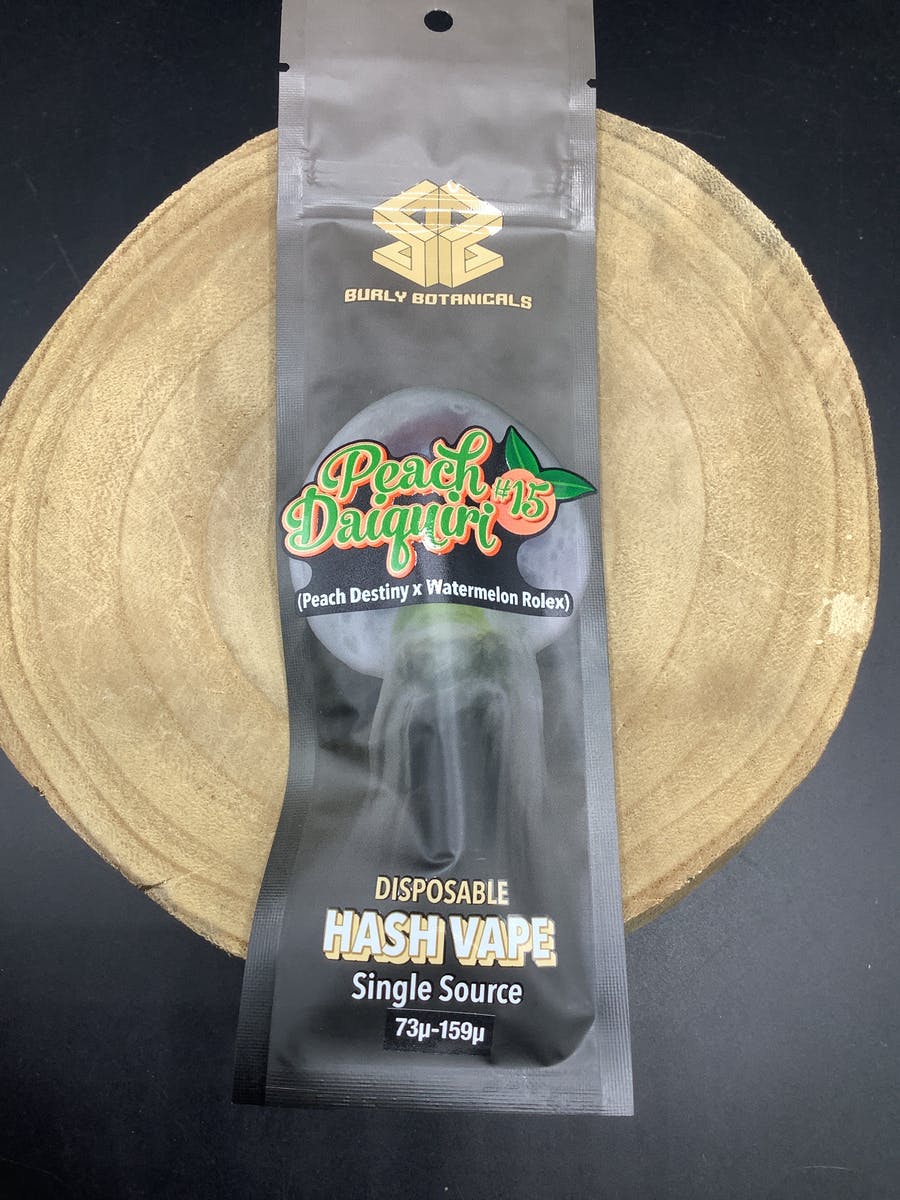 BURLY BOTANICALS
Peach
Daiquiri #15
(Peach Destiny x Watermelon Rolex)
DISPOSABLE
HASH VAPE
Single Source
73μ-159μ